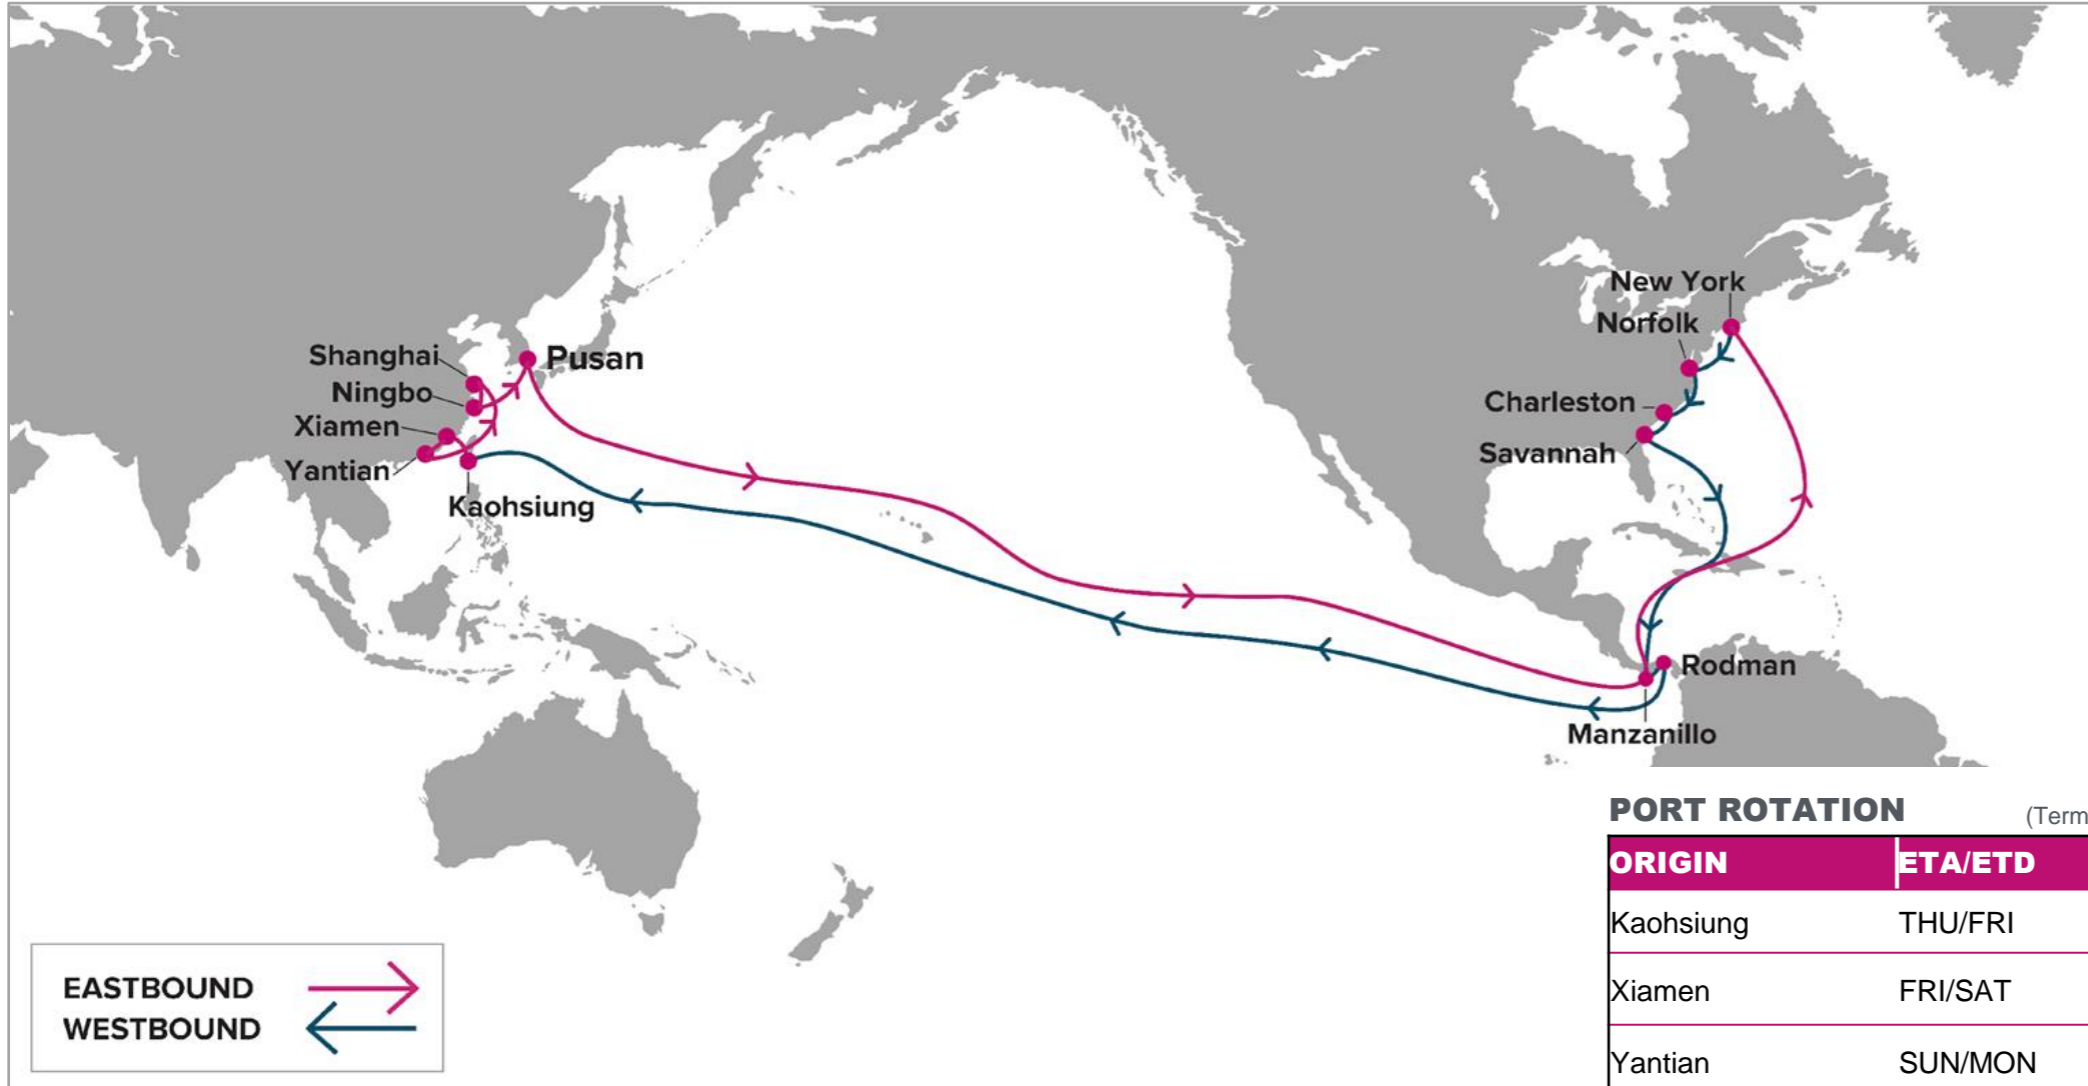 New York
Norfolk
Shanghai
Pusan
Ningbo
Charleston
Xiamen
Savannah
Yantian
Kaohsiung
Rodman
Manzanillo
PORT ROTATION (Term
ORIGIN ETA/ETD
Kaohsiung THU/FRI
Xiamen FRI/SAT
Yantian SUN/MON
EASTBOUND
WESTBOUND